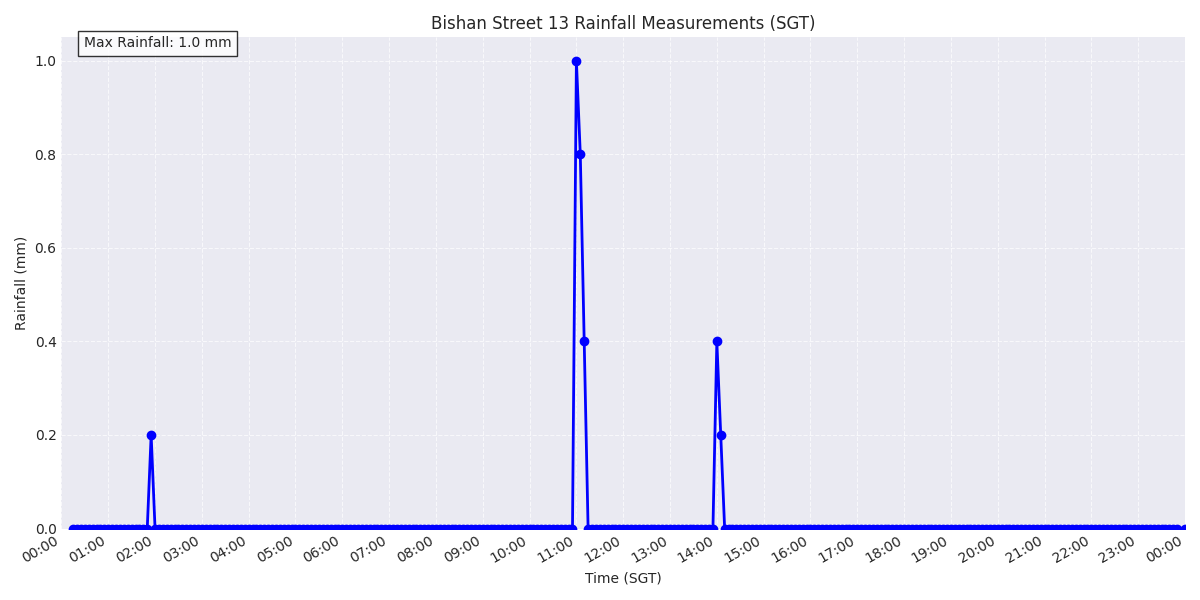 Bishan Street 13 Rainfall Measurements (SGT)
Max Rainfall: 1.0 mm
Rainfall (mm)
1.0
0.8
0.6
0.4
0.2
0.0
00:00 01:00 02:00 03:00 04:00 05:00 06:00 07:00 08:00 09:00 10:00 11:00 12:00 13:00 14:00 15:00 16:00 17:00 18:00 19:00 20:00 21:00 22:00 23:00 00:00
Time (SGT)